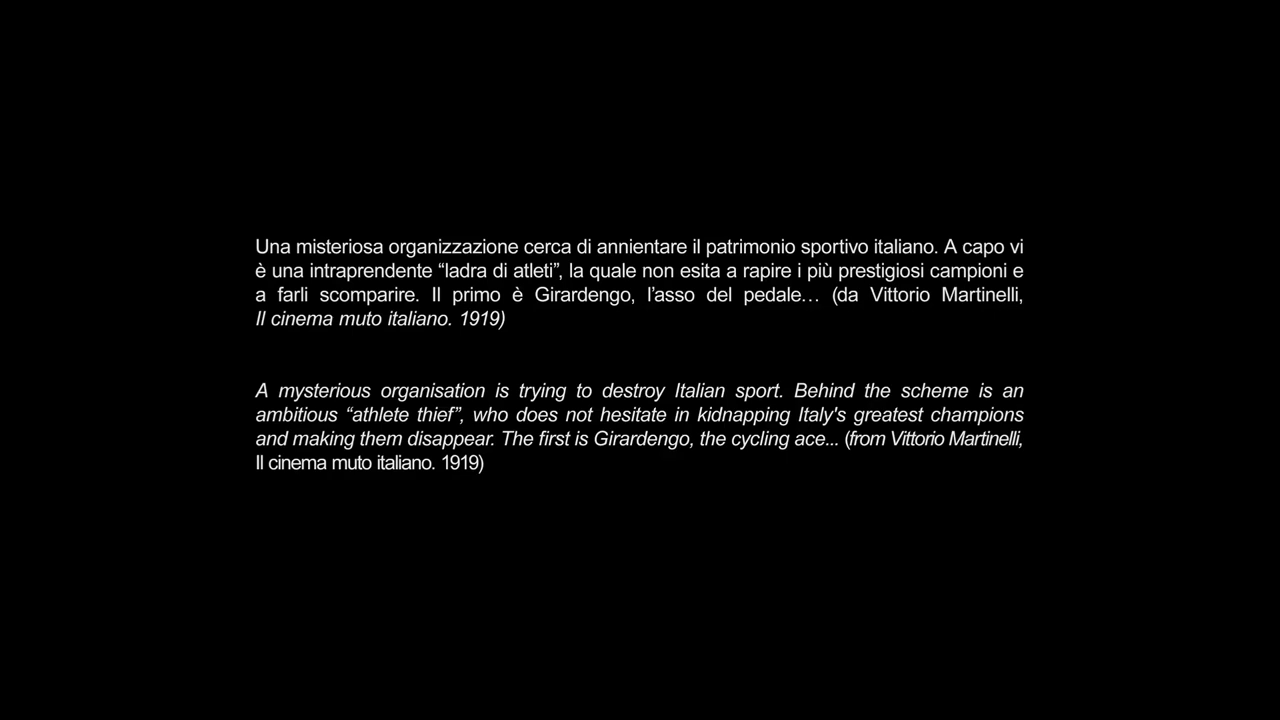 Una misteriosa organizzazione cerca di annientare il patrimonio sportivo italiano. A capo vi
è una intraprendente “ladra di atleti”, la quale non esita a rapire i più prestigiosi campioni e
a farli scomparire. Il primo è Girardengo, l’asso del pedale… (da Vittorio Martinelli,
Il cinema muto italiano. 1919)
A mysterious organisation is trying to destroy Italian sport. Behind the scheme is an
ambitious “athlete thief”, who does not hesitate in kidnapping Italy's greatest champions
and making them disappear. The first is Girardengo, the cycling ace... (from Vittorio Martinelli,
Il cinema muto italiano. 1919)